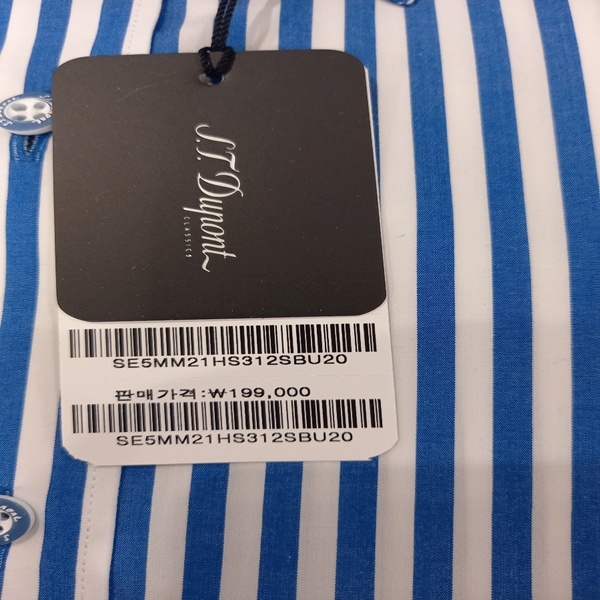 S.T. Dupont
CLASSICS
SE5MM21HS312SBU20
판매가격:₩199,000
SE5MM21HS312SBU20